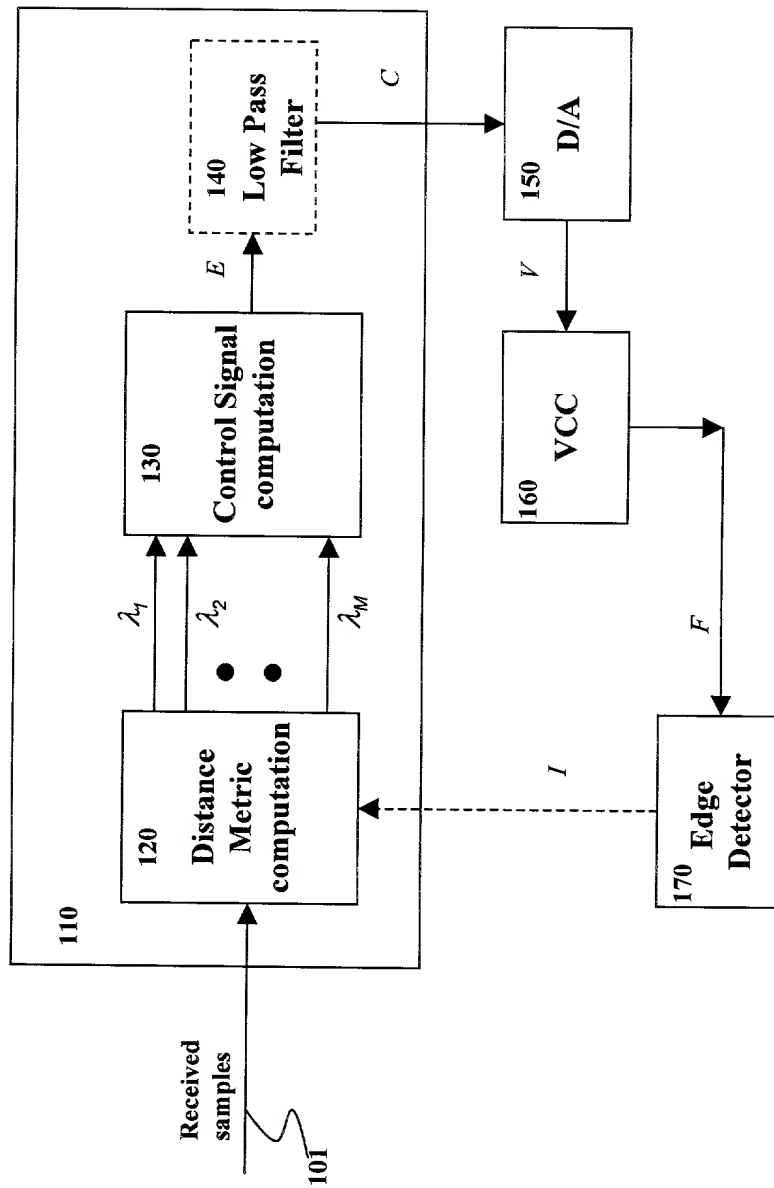 110
Received
samples
101
120
Distance
Metric
computation
λ1
λ2
λM
130
Control Signal
computation
E
140
Low Pass
Filter
C
150
D/A
V
160
VCC
F
170
Edge
Detector
I